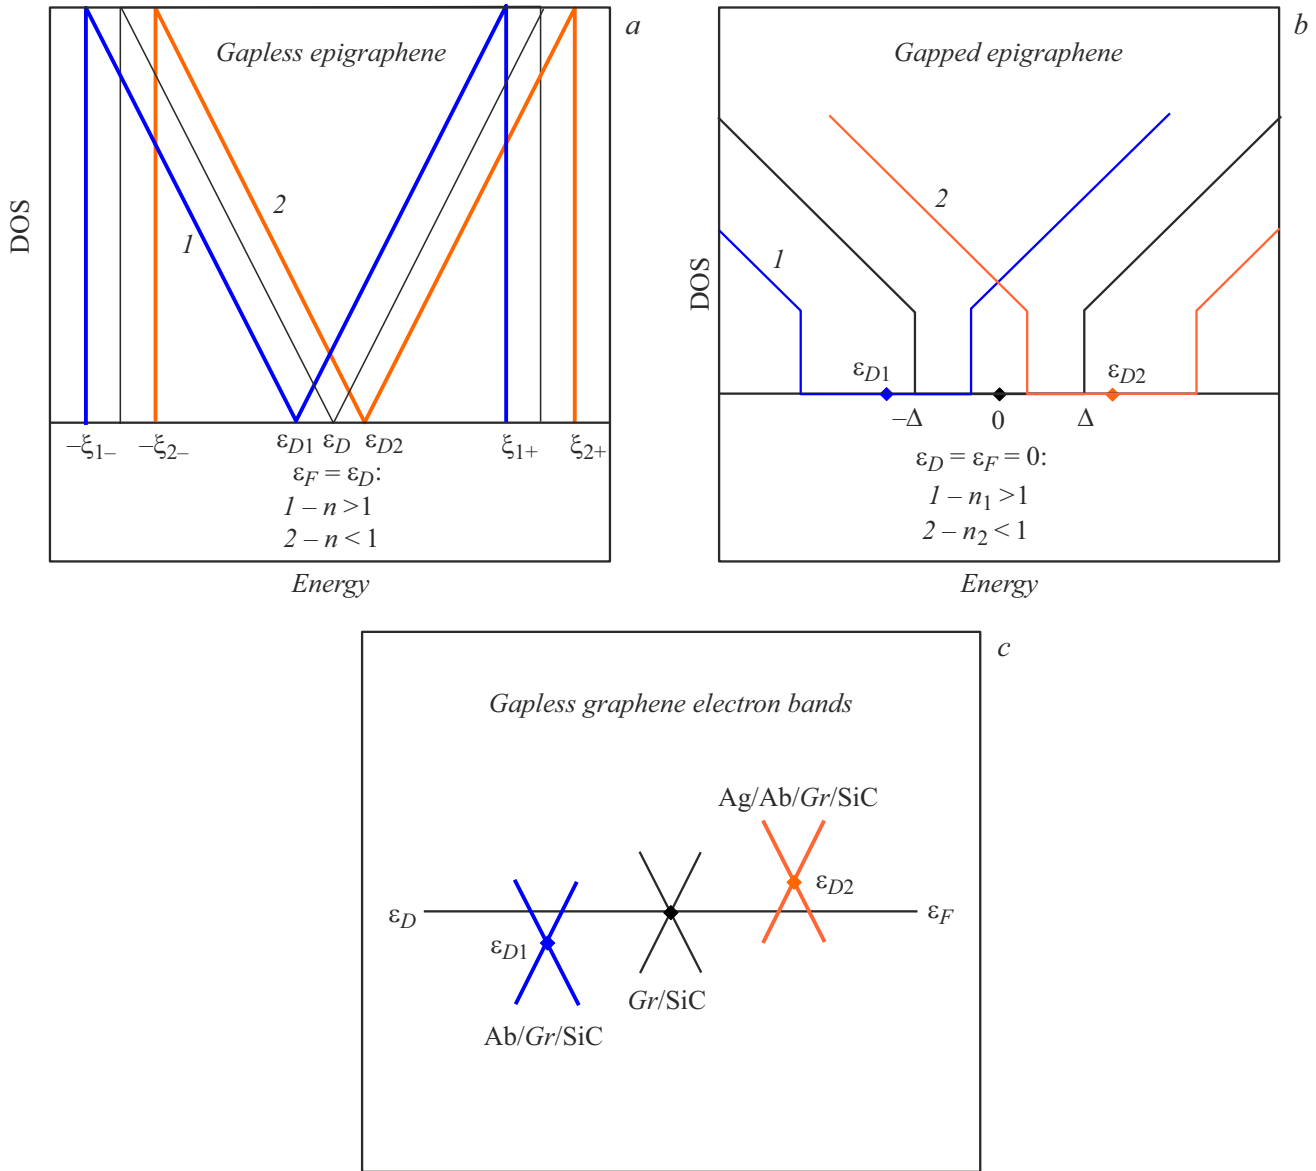 a
Gapless epigraphene
DOS
1
2
–ξ1– –ξ2– εD1 εD εD2 ξ1+ ξ2+
εF = εD:
1 – n >1
2 – n < 1
Energy
b
Gapped epigraphene
DOS
1
2
εD1 εD2
–Δ 0 Δ
εD = εF = 0:
1 – n1 >1
2 – n2 < 1
Energy
c
Gapless graphene electron bands
Ag/Ab/Gr/SiC
εD2
εD εF
εD1
Gr/SiC
Ab/Gr/SiC